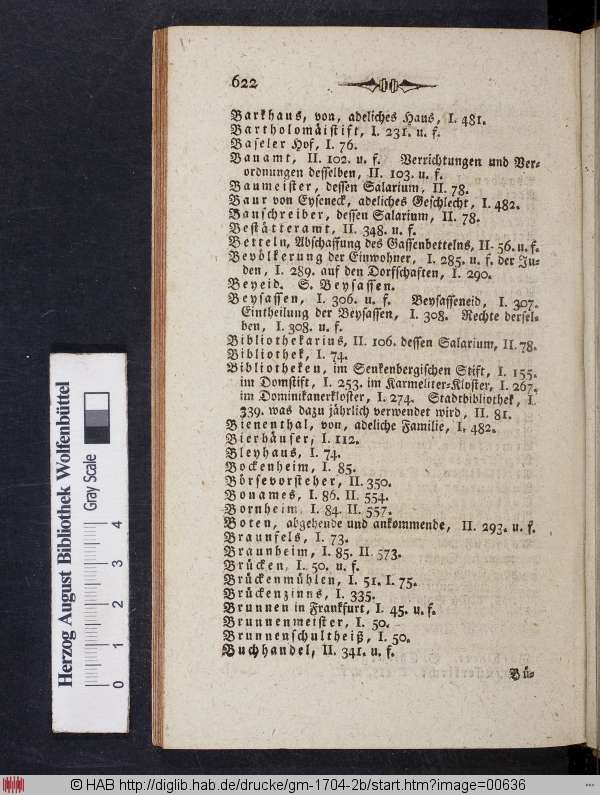 622
Barkhaus, von, adeliches Haus, I. 481.
Bartholomäistift, I. 231. u. f.
Baseler Hof, I. 76.
Bauamt, II. 102. u. f. Verrichtungen und Ver-
ordnungen desselben, II. 103. u. f.
Baumeister, dessen Salarium, II. 78.
Baur von Eyseneck, adeliches Geschlecht, I. 482.
Bauschreiber, dessen Salarium, II. 78.
Bestätteramt, II. 348. u. f.
Betteln, Abschaffung des Gassenbettelns, II. 56. u. f.
Bevölkerung der Einwohner, I. 285. u. f. der Ju-
den, I. 289. auf den Dorfschaften, I. 290.
Beyeid. S. Beysassen.
Beysassen, I. 306. u. f. Beysasseneid, I. 307.
Eintheilung der Beysassen, I. 308. Rechte dersel-
ben, I. 308. u. f.
Bibliothekarius, II. 106. dessen Salarium, II. 78.
Bibliothek, I. 74.
Bibliotheken, im Senkenbergischen Stift, I. 155.
im Domstift, I. 253. im Karmeliter-Kloster, I. 267.
im Dominikanerkloster, I. 274. Stadtbibliothek, I.
339. was dazu jährlich verwendet wird, II. 81.
Bienenthal, von, adeliche Familie, I. 482.
Bierhäuser, I. 112.
Bleyhaus, I. 74.
Bockenheim, I. 85.
Börsevorsteher, II. 350.
Bonames, I. 86. II. 554.
Bornheim, I. 84. II. 557.
Boten, abgehende und ankommende, II. 293. u. f.
Braunfels, I. 73.
Braunheim, I. 85. II. 573.
Brücken, I. 50. u. f.
Brückenmühlen, I. 51. I. 75.
Brückenzinns, I. 335.
Brunnen in Frankfurt, I. 45. u. f.
Brunnenmeister, I. 50.
Brunnenschultheiß, I. 50.
Buchhandel, II. 341. u. f.
Bü-
Herzog August Bibliothek Wolfenbüttel
Gray Scale
0 1 2 3 4
© HAB http://diglib.hab.de/drucke/gm-1704-2b/start.htm?image=00636